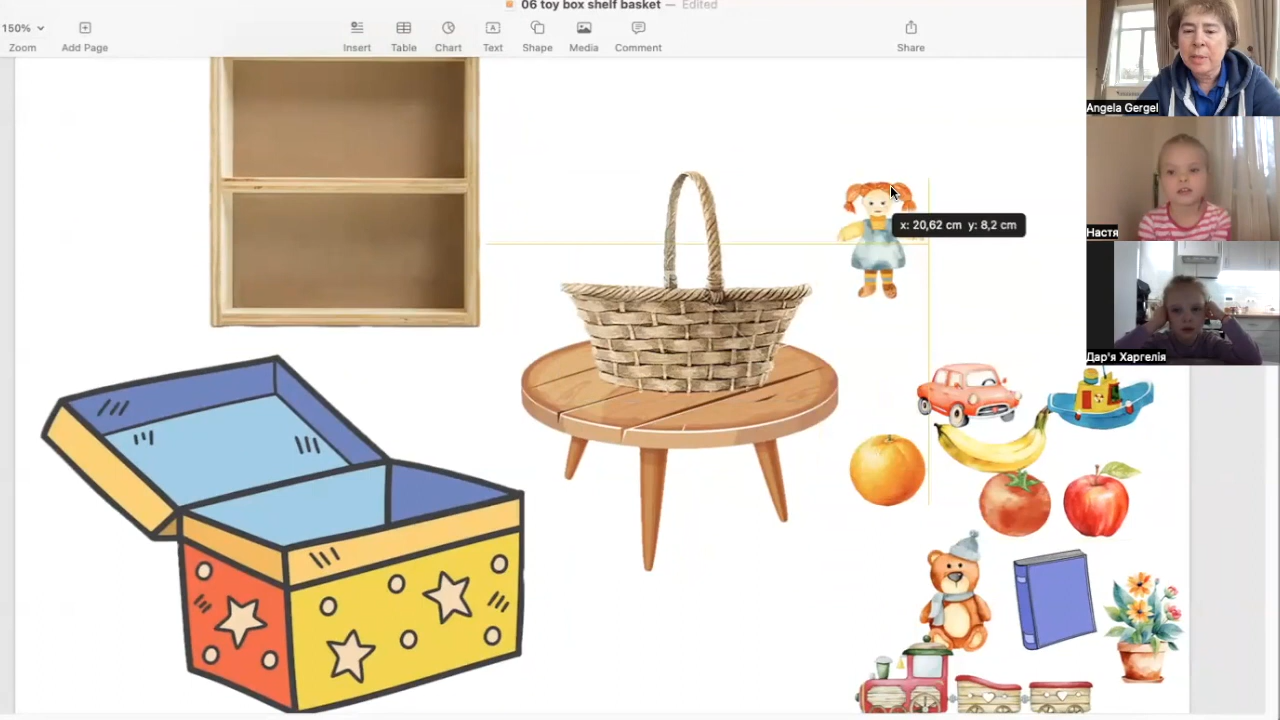 06 toy box shelf basket — Edited
150%
Zoom
Add Page
Insert
Table
Chart
Text
Shape
Media
Comment
Share
Angela Gergel
x: 20,62 cm y: 8,2 cm
Настя
Дар'я Харгелія